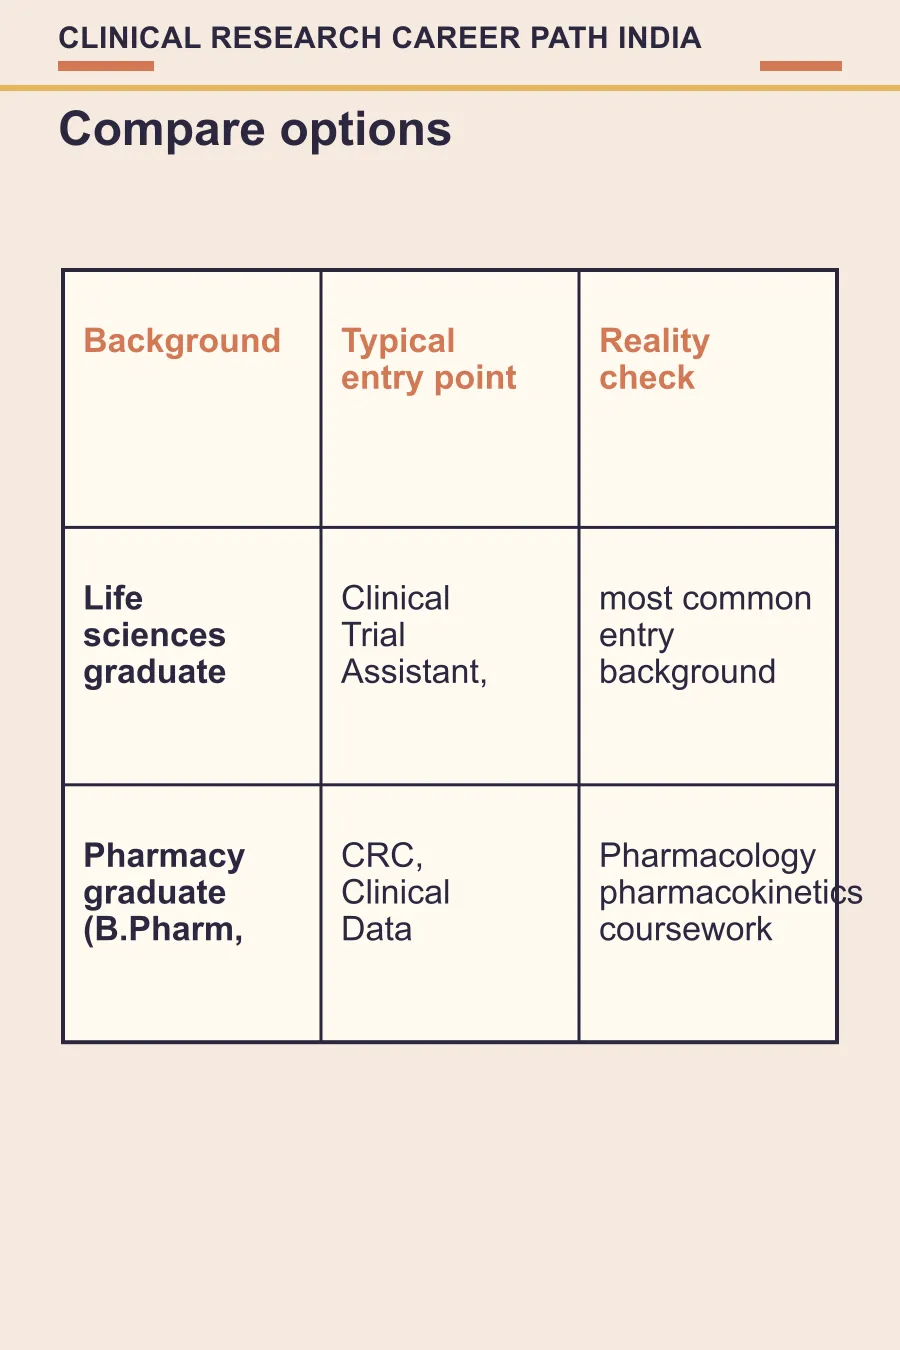 CLINICAL RESEARCH CAREER PATH INDIA
Compare options
Background
Typical
entry point
Reality
check
Life
sciences
graduate
Clinical
Trial
Assistant,
most common
entry
background
Pharmacy
graduate
(B.Pharm,
CRC,
Clinical
Data
Pharmacology
pharmacokinetics
coursework